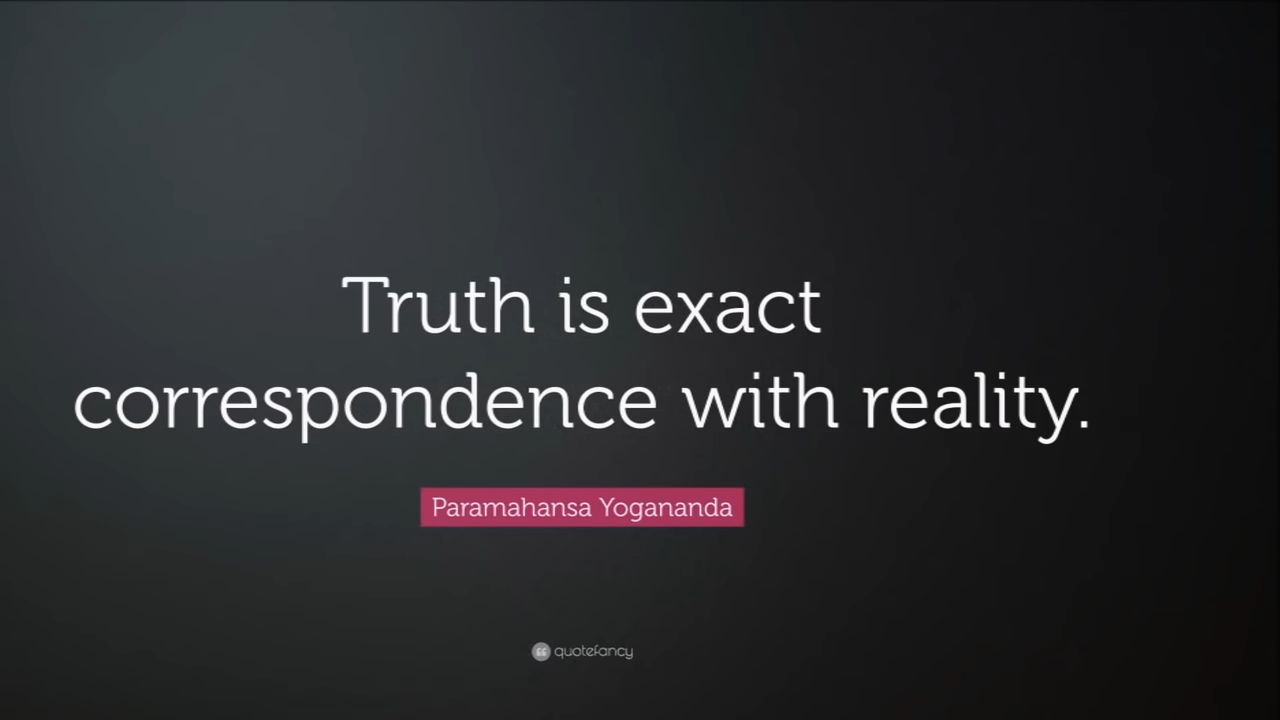 Truth is exact
correspondence with reality.
Paramahansa Yogananda
quotefancy